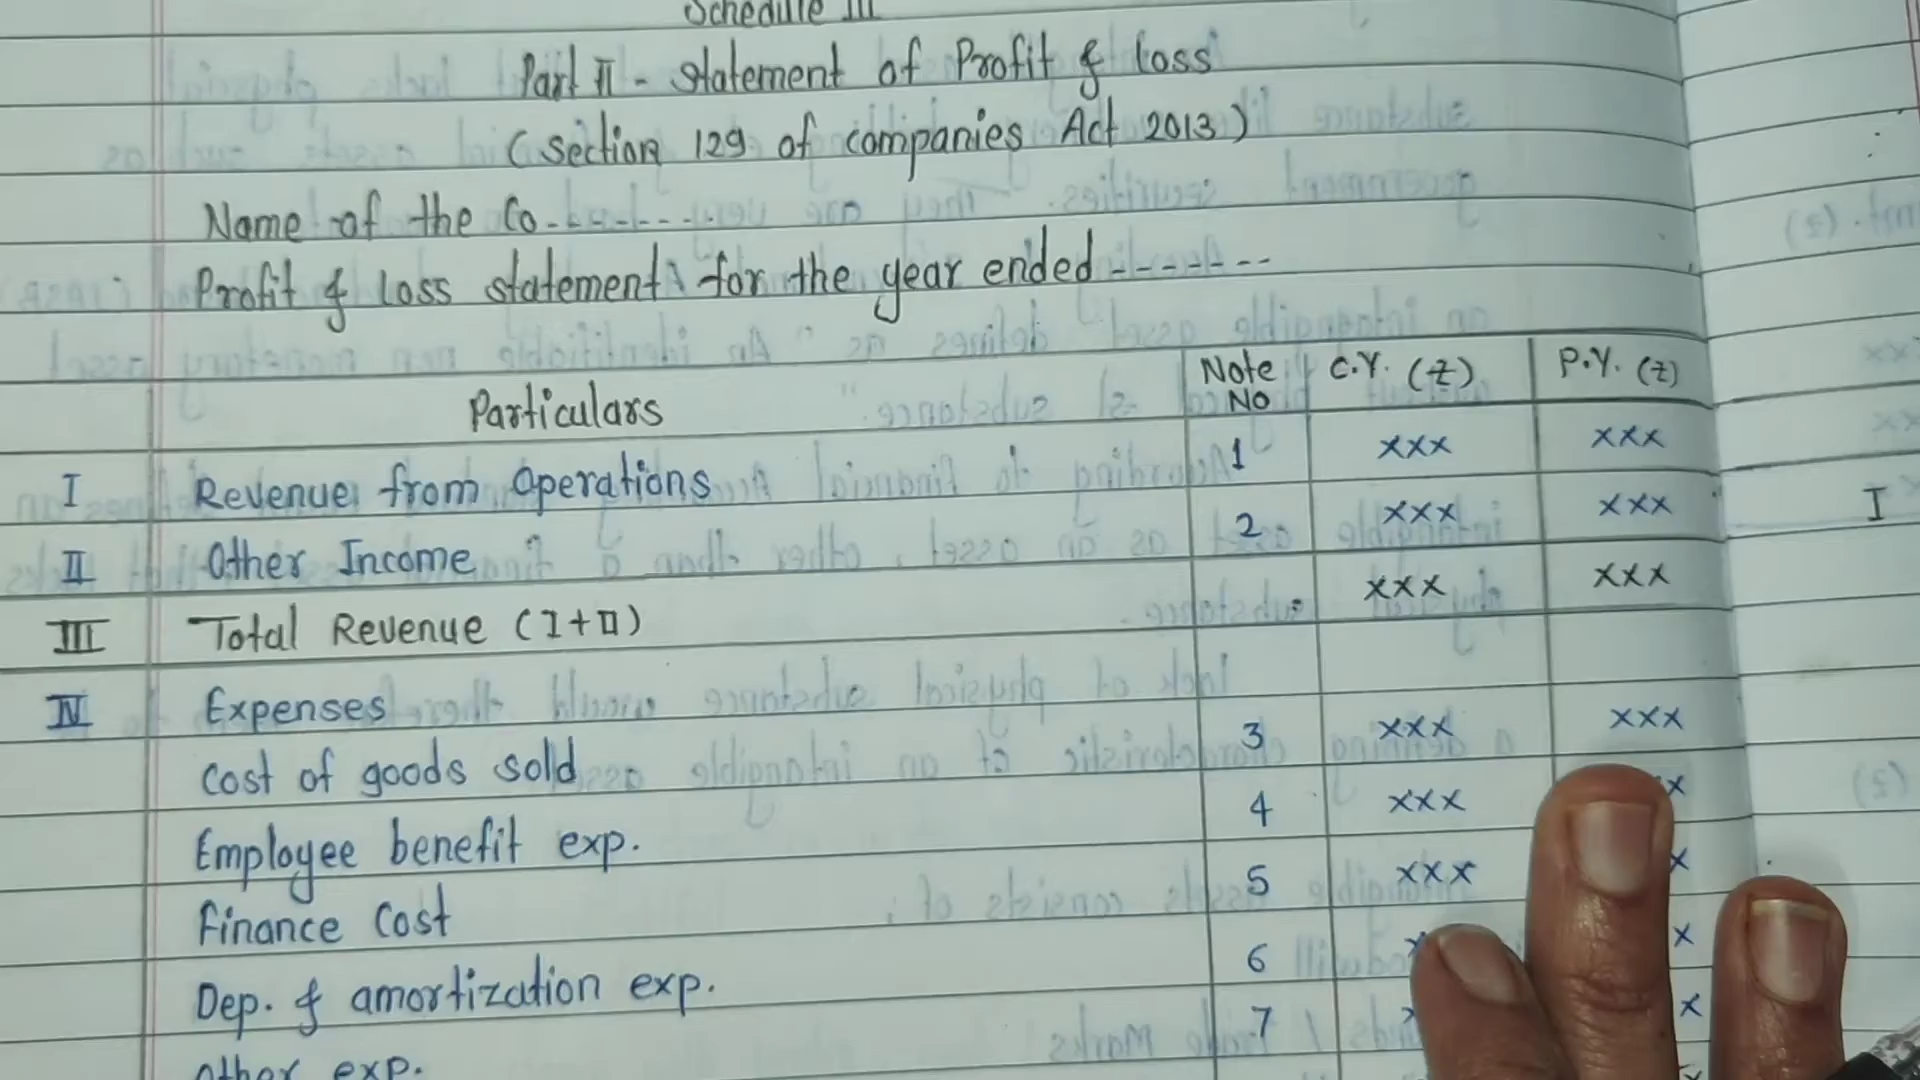 Schedule III
Part II - Statement of Profit & Loss
(section 129 of companies Act 2013)
Name of the Co.--------
Profit & Loss statement for the year ended -------
Particulars Note No C.Y. (₹) P.Y. (₹)
I Revenue from Operations 1 xxx xxx
II Other Income 2 xxx xxx
III Total Revenue (I+II) xxx xxx
IV Expenses
Cost of goods sold 3 xxx xxx
Employee benefit exp. 4 xxx x
Finance Cost 5 xxx x
Dep. & amortization exp. 6 x x
Other exp. 7 x x
I